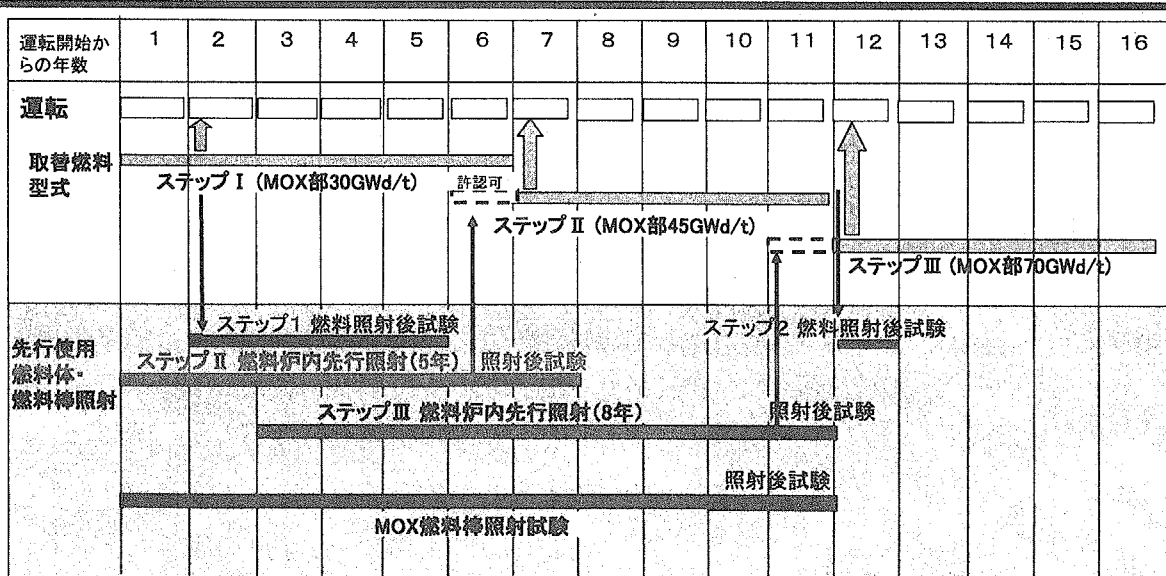 運転開始か
らの年数
1 2 3 4 5 6 7 8 9 10 11 12 13 14 15 16
運転
取替燃料
型式
ステップⅠ (MOX部30GWd/t)
許認可
ステップⅡ (MOX部45GWd/t)
ステップⅢ (MOX部70GWd/t)
先行使用
燃料体・
燃料棒照射
ステップ1 燃料照射後試験
ステップ2 燃料照射後試験
ステップⅡ 燃料炉内先行照射(5年) 照射後試験
ステップⅢ 燃料炉内先行照射(8年) 照射後試験
照射後試験
MOX燃料棒照射試験